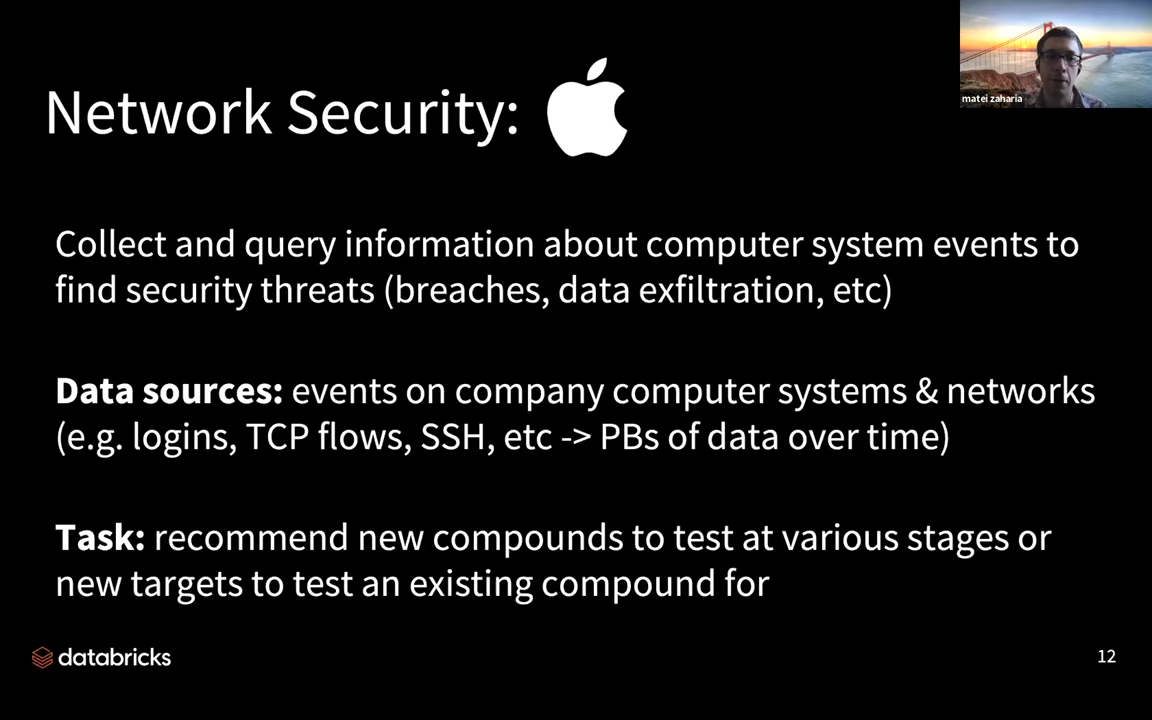 matei zaharia
Network Security:
Collect and query information about computer system events to
find security threats (breaches, data exfiltration, etc)
Data sources: events on company computer systems & networks
(e.g. logins, TCP flows, SSH, etc -> PBs of data over time)
Task: recommend new compounds to test at various stages or
new targets to test an existing compound for
databricks
12